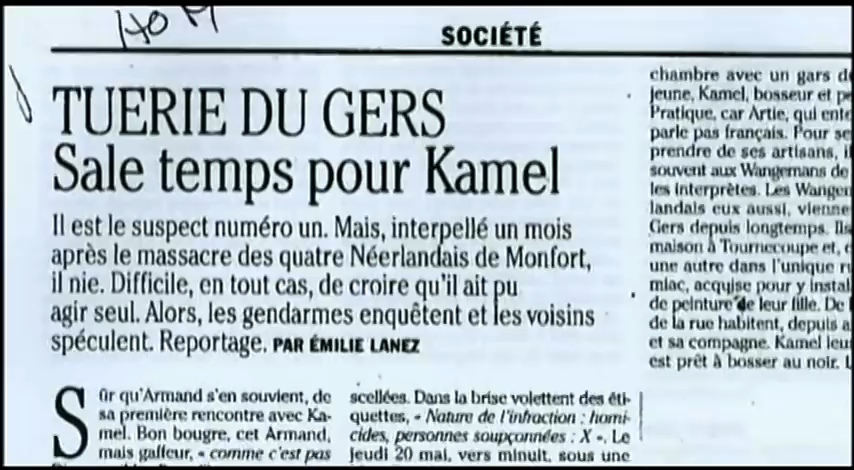 HOM
SOCIÉTÉ
TUERIE DU GERS
Sale temps pour Kamel
Il est le suspect numéro un. Mais, interpellé un mois
après le massacre des quatre Néerlandais de Monfort,
il nie. Difficile, en tout cas, de croire qu'il ait pu
agir seul. Alors, les gendarmes enquêtent et les voisins
spéculent. Reportage. PAR ÉMILIE LANEZ
Sûr qu'Armand s'en souvient, de
sa première rencontre avec Ka-
mel. Bon bougre, cet Armand,
mais gaffeur, « comme c'est pas
scellées. Dans la brise volettent des éti-
quettes, « Nature de l'infraction : homi-
cides, personnes soupçonnées : X ». Le
jeudi 20 mai, vers minuit, sous une
chambre avec un gars
jeune, Kamel, bosseur et
Pratique, car Artie, qui
parle pas français. Pour
prendre de ses artisans,
souvent aux Wangemans de
les interprètes. Les
landais eux aussi,
Gers depuis longtemps.
maison à Tournecoupe et,
une autre dans l'unique
miac, acquise pour y
de peinture de leur fille. De
de la rue habitent, depuis
et sa compagne. Kamel
est prêt à bosser au noir.